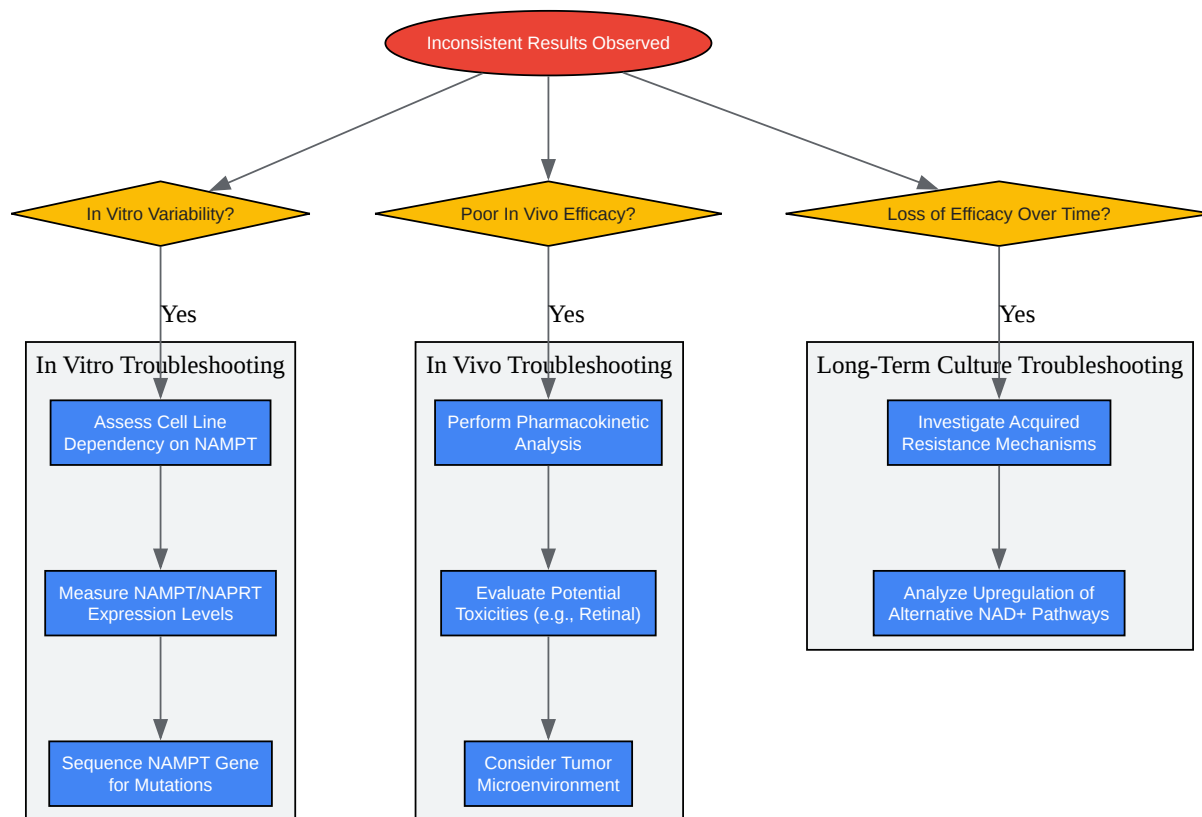 Inconsistent Results Observed
In Vitro Variability?
Poor In Vivo Efficacy?
Loss of Efficacy Over Time?
Yes
Yes
Yes
In Vitro Troubleshooting
Assess Cell Line
Dependency on NAMPT
Measure NAMPT/NAPRT
Expression Levels
Sequence NAMPT Gene
for Mutations
In Vivo Troubleshooting
Perform Pharmacokinetic
Analysis
Evaluate Potential
Toxicities (e.g., Retinal)
Consider Tumor
Microenvironment
Long-Term Culture Troubleshooting
Investigate Acquired
Resistance Mechanisms
Analyze Upregulation of
Alternative NAD+ Pathways